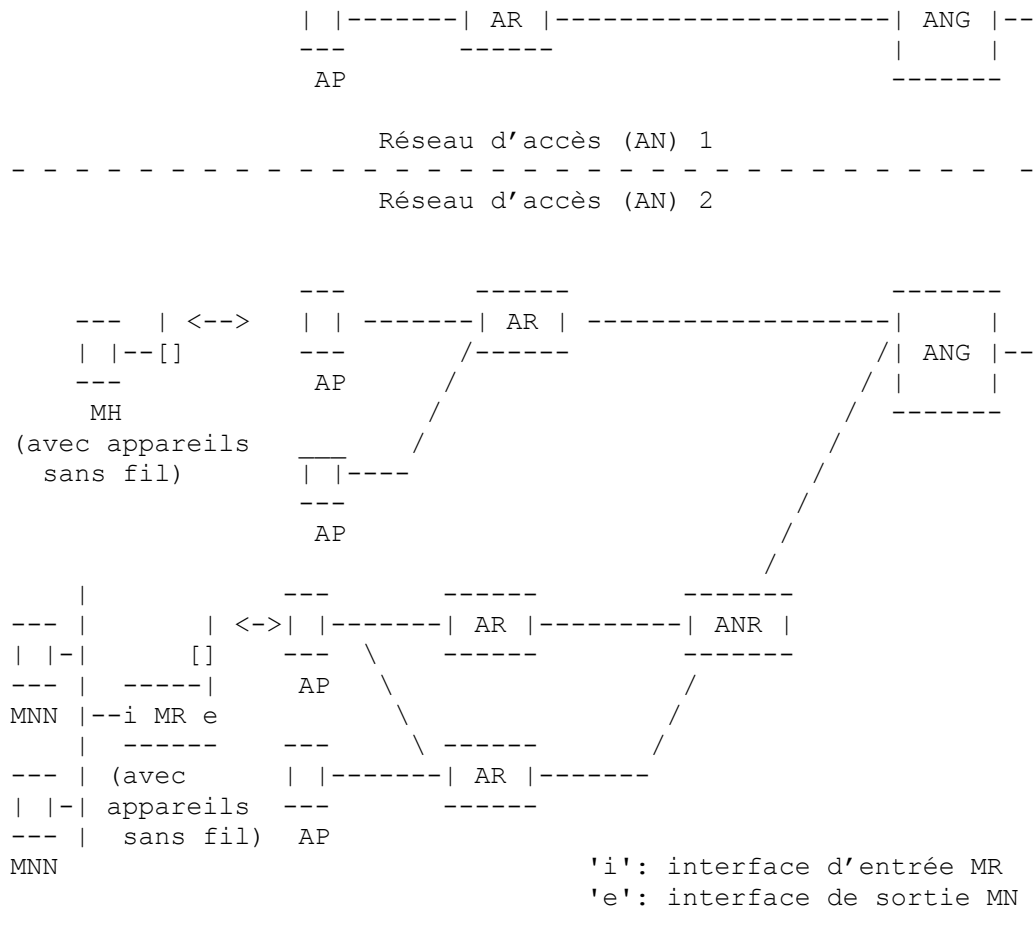 | |-------| AR |---------------------| ANG |--
--- ------ | |
AP -------
Réseau d’accès (AN) 1
- - - - - - - - - - - - - - - - - - - - - - - - - - - - - - - - -
Réseau d’accès (AN) 2
--- ------ -------
--- | <--> | | -------| AR | -------------------| |
| |--[] --- /------ /| ANG |--
--- AP / / | |
MH / / -------
(avec appareils ___ / /
sans fil) | |---- /
--- /
AP /
/
| --- ------ -------
--- | | <->| |-------| AR |---------| ANR |
| |-| [] --- \ ------ -------
--- | -----| AP \ /
MNN |--i MR e \ /
| ------ --- \ ------ /
--- | (avec | |-------| AR |-------
| |-| appareils --- ------
--- | sans fil) AP
MNN 'i': interface d’entrée MR
'e': interface de sortie MN